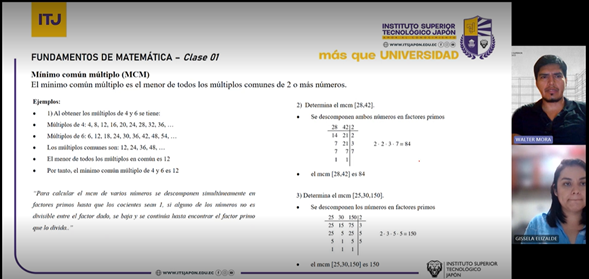 ITJ
INSTITUTO SUPERIOR
TECNOLÓGICO JAPÓN
AMOR AL CONOCIMIENTO
WWW.ITSJAPON.EDU.EC
FUNDAMENTOS DE MATEMÁTICA – Clase 01
más que UNIVERSIDAD
Mínimo común múltiplo (MCM)
El mínimo común múltiplo es el menor de todos los múltiplos comunes de 2 o más números.
Ejemplos:
• 1) Al obtener los múltiplos de 4 y 6 se tiene:
• Múltiplos de 4: 4, 8, 12, 16, 20, 24, 28, 32, 36, …
• Múltiplos de 6: 6, 12, 18, 24, 30, 36, 42, 48, 54, …
• Los múltiplos comunes son: 12, 24, 36, 48, …
• El menor de todos los múltiplos en común es 12
• Por tanto, el mínimo común múltiplo de 4 y 6 es 12
"Para calcular el mcm de varios números se descomponen simultáneamente en
factores primos hasta que los cocientes sean 1, si alguno de los números no es
divisible entre el factor dado, se baja y se continúa hasta encontrar el factor primo
que lo divida."
2) Determina el mcm [28,42].
• Se descomponen ambos números en factores primos
28 42 2
14 21 2
7 21 3 2 · 2 · 3 · 7 = 84
7 7 7
1 1
• el mcm [28,42] es 84
3) Determina el mcm [25,30,150].
• Se descomponen los números en factores primos
25 30 150 2
25 15 75 3
25 5 25 5 2 · 3 · 5 · 5 = 150
5 1 5 5
1 1 1
• el mcm [25,30,150] es 150
WWW.ITSJAPON.EDU.EC
INSTITUTO SUPERIOR
TECNOLÓGICO
JAPÓN
WALTER MORA
GISSELA ELIZALDE